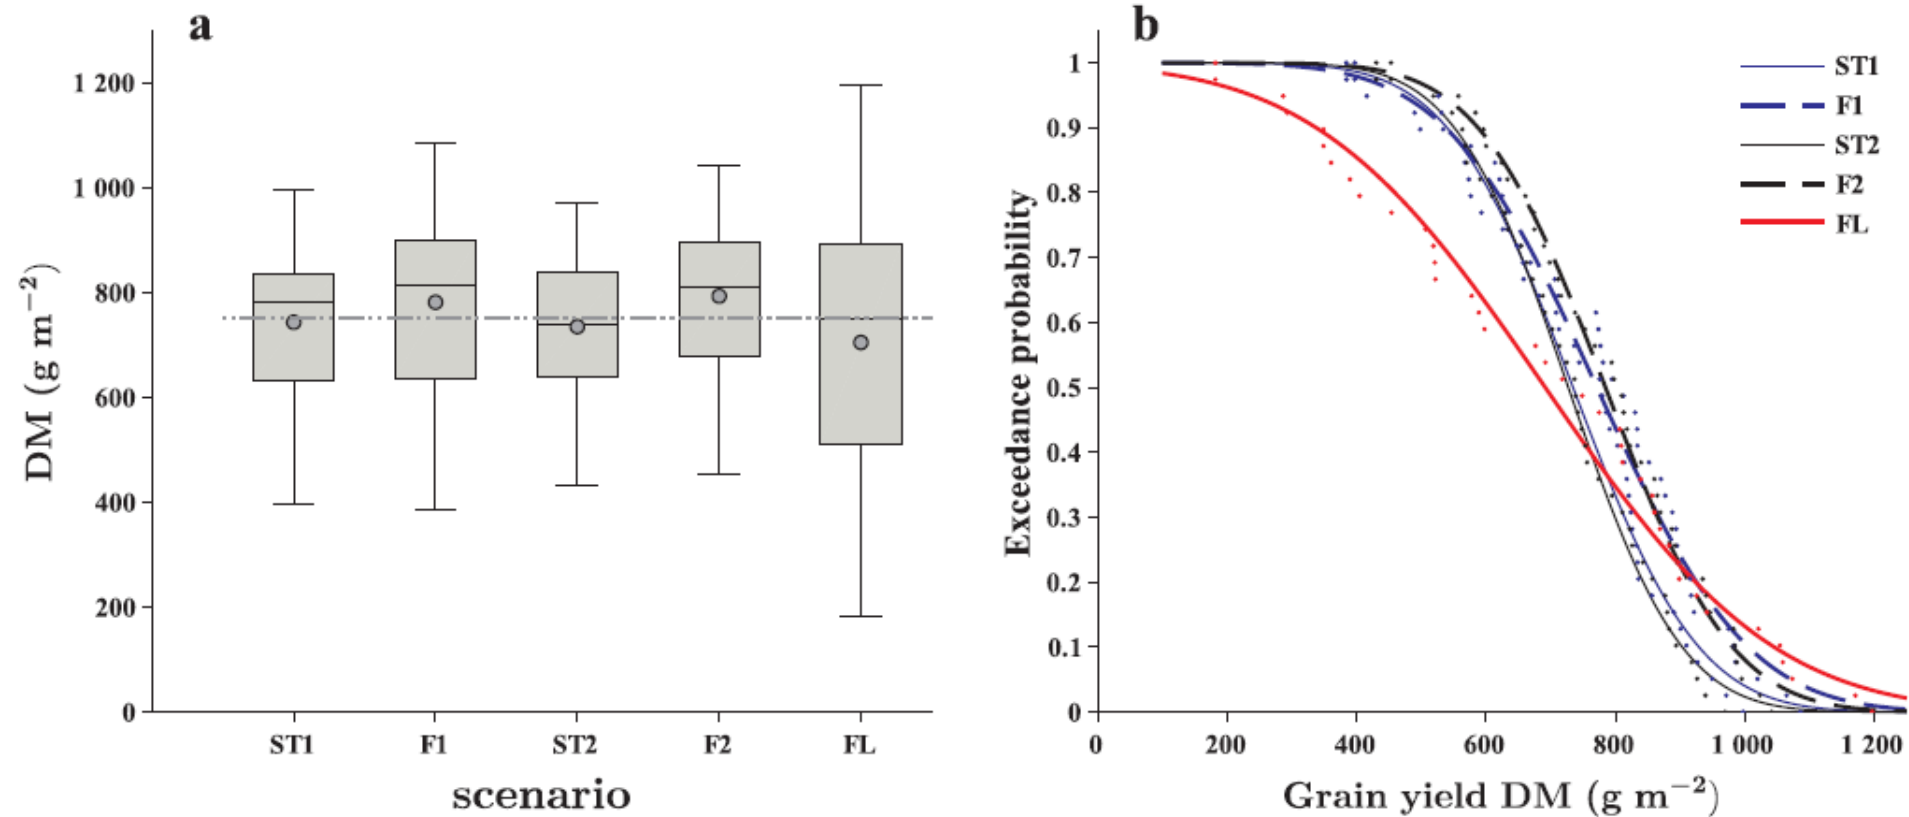 a
1 200
1 000
800
600
400
200
0
DM (g m⁻²)
ST1 F1 ST2 F2 FL
scenario
b
1
0.9
0.8
0.7
0.6
0.5
0.4
0.3
0.2
0.1
0
Exceedance probability
0 200 400 600 800 1 000 1 200
Grain yield DM (g m⁻²)
ST1
F1
ST2
F2
FL